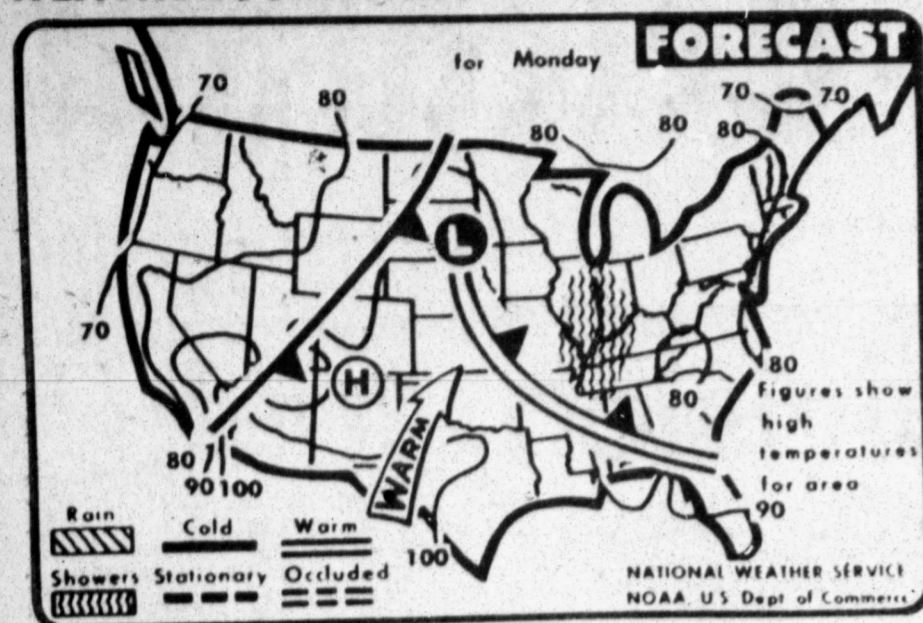 FORECAST
for Monday
70
80
80
80
80
70
70
70
L
H
WARM
80
90 100
100
80
80
90
Figures show
high
temperatures
for area
Rain
Cold
Warm
Showers
Stationary
Occluded
NATIONAL WEATHER SERVICE
NOAA, U S Dept of Commerce